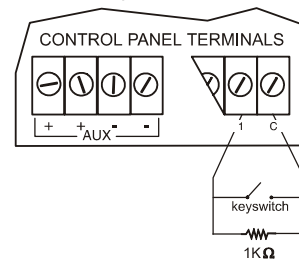 CONTROL PANEL TERMINALS
+ + - -
AUX
1 C
keyswitch
1KΩ